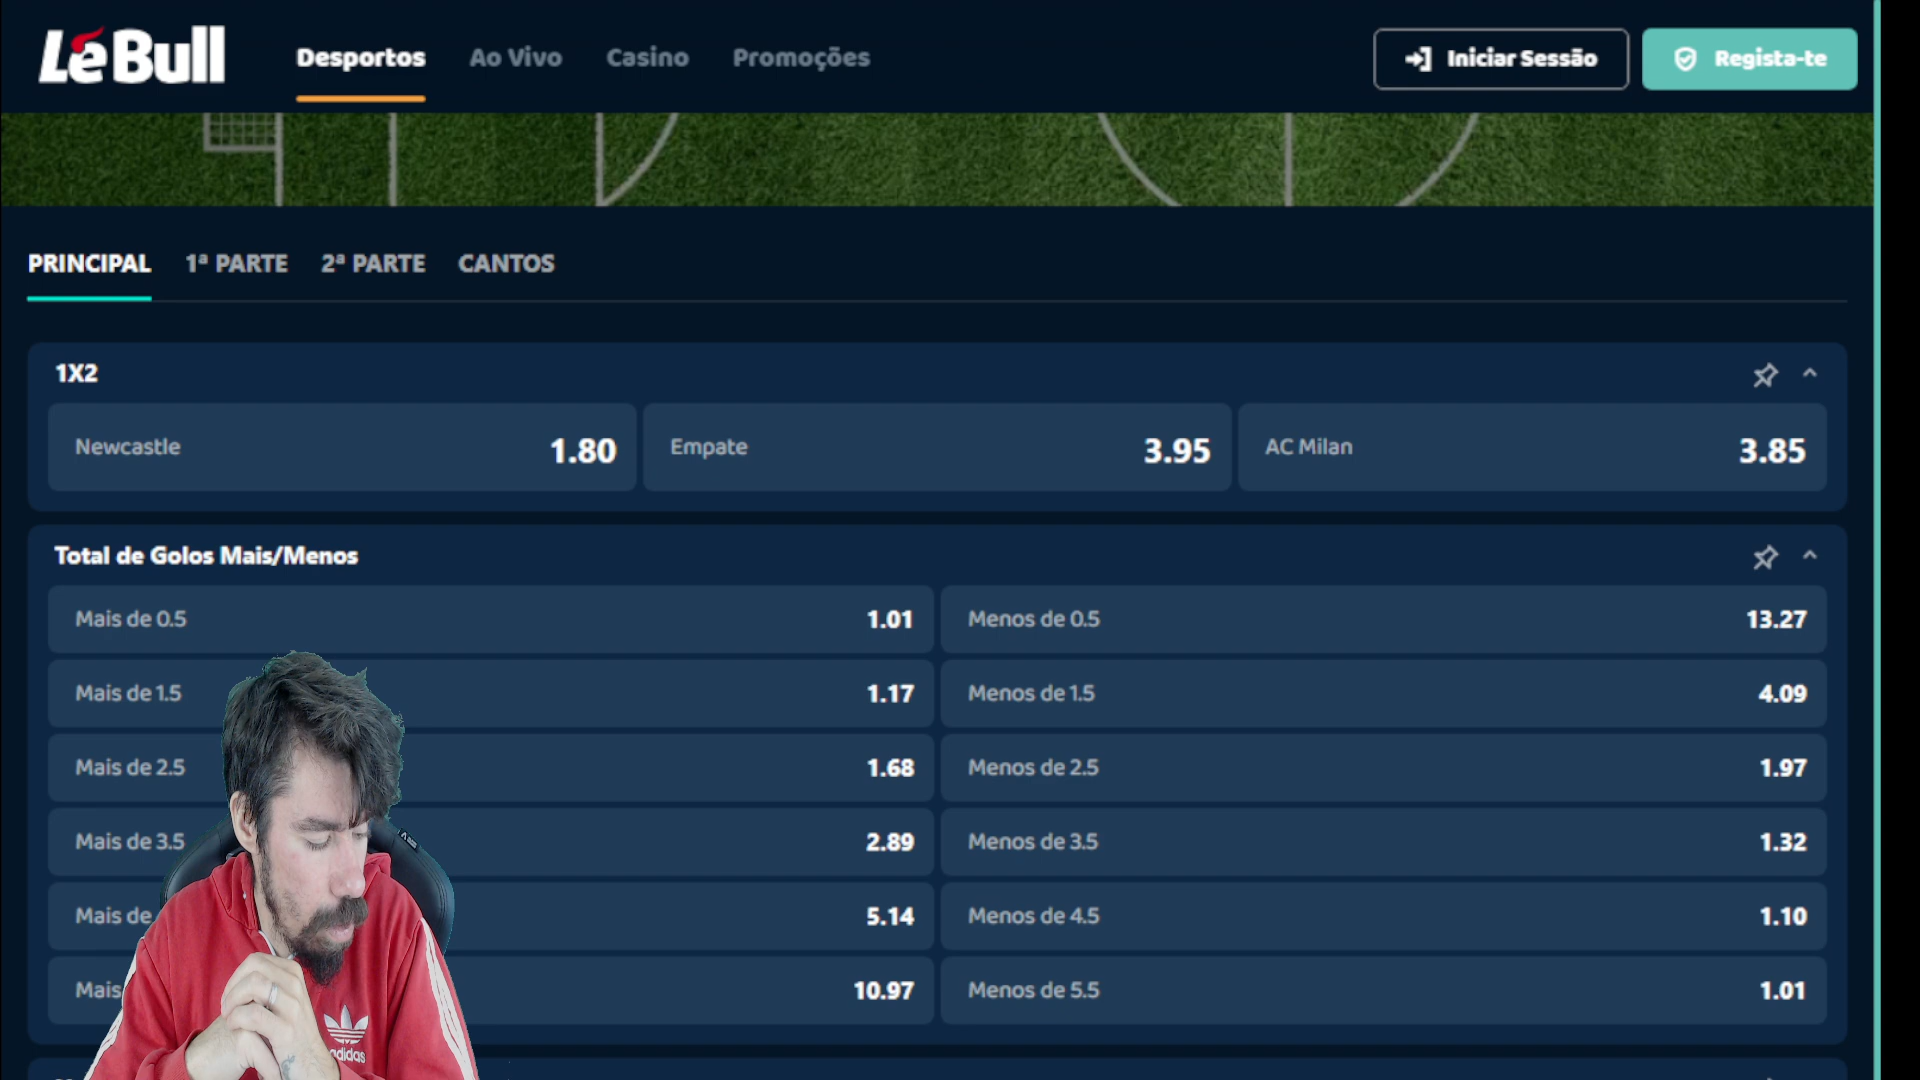 LeBull
Desportos
Ao Vivo
Casino
Promoções
Iniciar Sessão
Regista-te
PRINCIPAL
1ª PARTE
2ª PARTE
CANTOS
1X2
Newcastle 1.80
Empate 3.95
AC Milan 3.85
Total de Golos Mais/Menos
Mais de 0.5 1.01
Menos de 0.5 13.27
Mais de 1.5 1.17
Menos de 1.5 4.09
Mais de 2.5 1.68
Menos de 2.5 1.97
Mais de 3.5 2.89
Menos de 3.5 1.32
Mais de 5.14
Menos de 4.5 1.10
Mais 10.97
Menos de 5.5 1.01
adidas